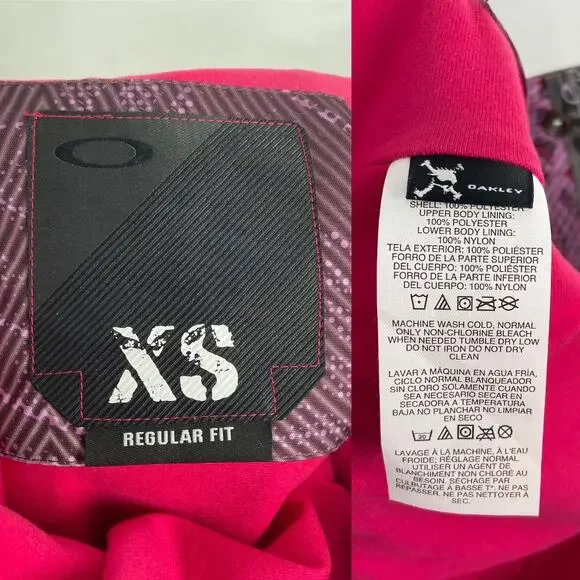 XS
REGULAR FIT
OAKLEY
SHELL: 100% POLYESTER
UPPER BODY LINING:
100% POLYESTER
LOWER BODY LINING:
100% NYLON
TELA EXTERIOR: 100% POLIÉSTER
FORRO DE LA PARTE SUPERIOR
DEL CUERPO: 100% POLIÉSTER
FORRO DE LA PARTE INFERIOR
DEL CUERPO: 100% NYLON
MACHINE WASH COLD, NORMAL
ONLY NON-CHLORINE BLEACH
WHEN NEEDED TUMBLE DRY LOW
DO NOT IRON DO NOT DRY
CLEAN
LAVAR A MÁQUINA EN AGUA FRÍA,
CICLO NORMAL BLANQUEADOR
SIN CLORO SOLAMENTE CUANDO
SEA NECESARIO SECAR EN
SECADORA A TEMPERATURA
BAJA NO PLANCHAR NO LIMPIAR
EN SECO
30
LAVAGE À LA MACHINE, À L'EAU
FROIDE; RÉGLAGE NORMAL
UTILISER UN AGENT DE
BLANCHIMENT NON CHLORÉ AU
BESOIN. SÉCHAGE PAR
CULBUTAGE À BASSE T°. NE PAS
REPASSER. NE PAS NETTOYER À
SEC.